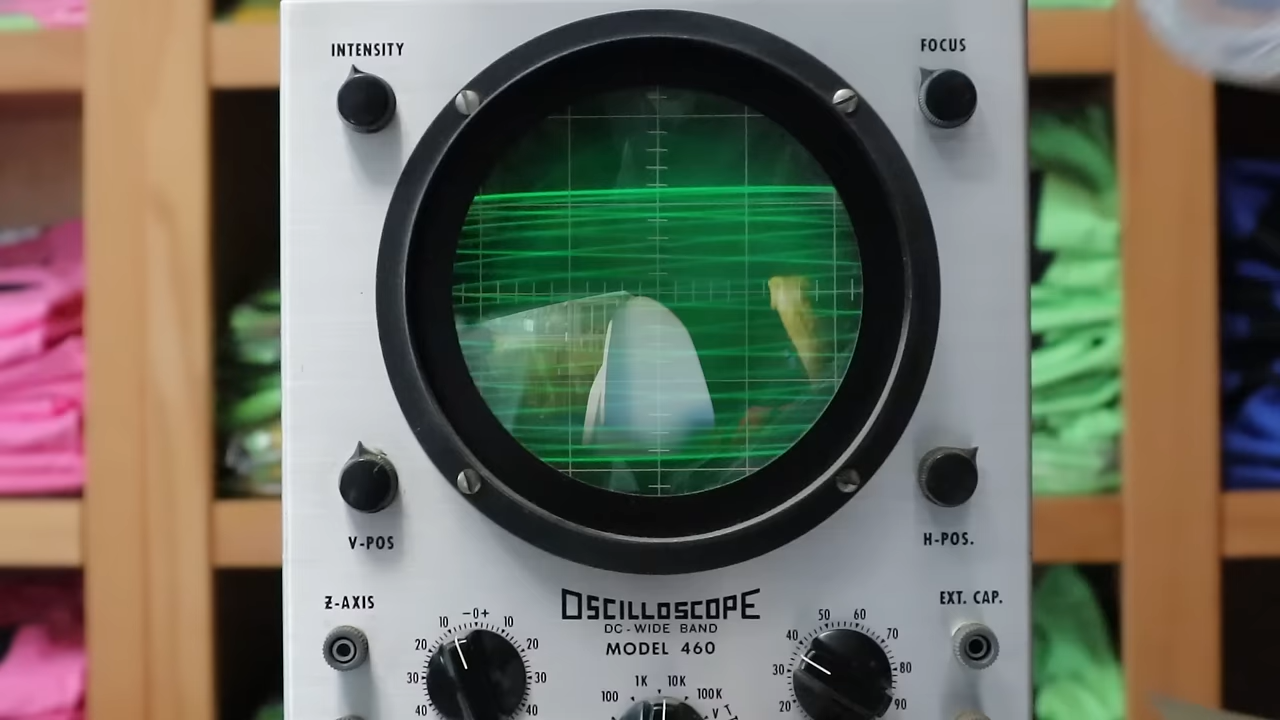 INTENSITY
FOCUS
V-POS
H-POS.
Z-AXIS
EXT. CAP.
OSCILLOSCOPE
DC-WIDE BAND
MODEL 460
10 -0+ 10
20 20
30 30
40 40
1K 10K
100 100K
50 60
40 70
30 80
20 90